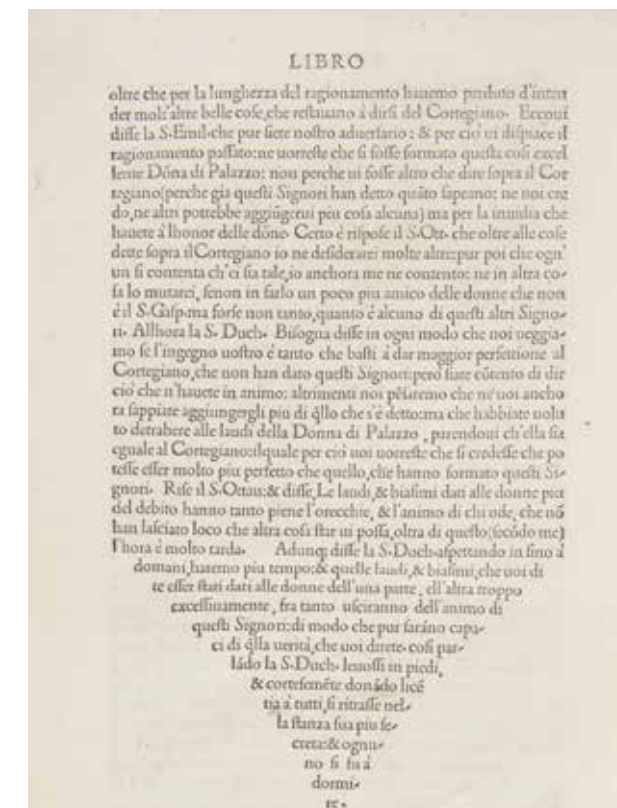 LIBRO
oltre che per la lunghezza del ragionamento hauemo perduto d'inten
der molt'altre belle cose, che restauano à dirsi del Cortegiano. Eccoui
disse la S. Emil. che pur siete nostro aduersario: & per ciò ui dispiace il
ragionamento passato: ne uorreste che si fosse formato questa cosi excel
lente Dōna di Palazzo: non perche ui fosse altro che dire sopra il Cor
tegiano (perche gia questi Signori han detto quāto sapeano: ne uoi cre
do, ne altri potrebbe aggiūgerui piu cosa alcuna) ma per la inuidia che
hauete à lhonor delle dōne. Certo è rispose il S. Ott. che oltre alle cose
dette sopra il Cortegiano io ne desiderarei molte altre: pur poi che ogn'
un si contenta ch'ei sia tale, io anchora me ne contento: ne in altra co-
sa lo mutarei, senon in farlo un poco piu amico delle donne che non
è il S. Gasp. ma forse non tanto, quanto è alcuno di questi altri Signo-
ri. Allhora la S. Duch. Bisogna disse in ogni modo che noi ueggia-
mo se l'ingegno uostro è tanto che basti à dar maggior perfettione al
Cortegiano, che non han dato questi Signori: però siate cōtento di dir
ciò che n'hauete in animo: altrimenti noi pēsaremo che ne uoi ancho
ra sappiate aggiungergli piu di q̃llo che s'è detto: ma che habbiate uolu
to detrahere alle laudi della Donna di Palazzo, parendoui ch'ella sia
eguale al Cortegiano: ilquale per ciò uoi uorreste che si credesse che po
tesse esser molto piu perfetto che quello, che hanno formato questi Si-
gnori. Rise il S. Ottau: & disse, Le laudi, & biasimi dati alle donne piu
del debito hanno tanto piene l'orecchie, & l'animo di chi ode, che nō
han lasciato loco che altra cosa star ui possa, oltra di questo (secōdo me)
l'hora è molto tarda. Adunq; disse la S. Duch. aspettando in sino à
domani, haremo piu tempo: & quelle laudi, & biasimi, che uoi di
te esser stati dati alle donne dell'una parte, ell'altra troppo
excessiuamente, fra tanto usciranno dell'animo di
questi Signori: di modo che pur sarāno capa-
ci di q̃lla uerità, che uoi direte. cosi par-
lādo la S. Duch. leuossi in piedi,
& cortesemēte donādo licē
tia à tutti, si ritrasse nel-
la stanza sua piu se-
creta: & ognu-
no si fu à
dormi-
re.